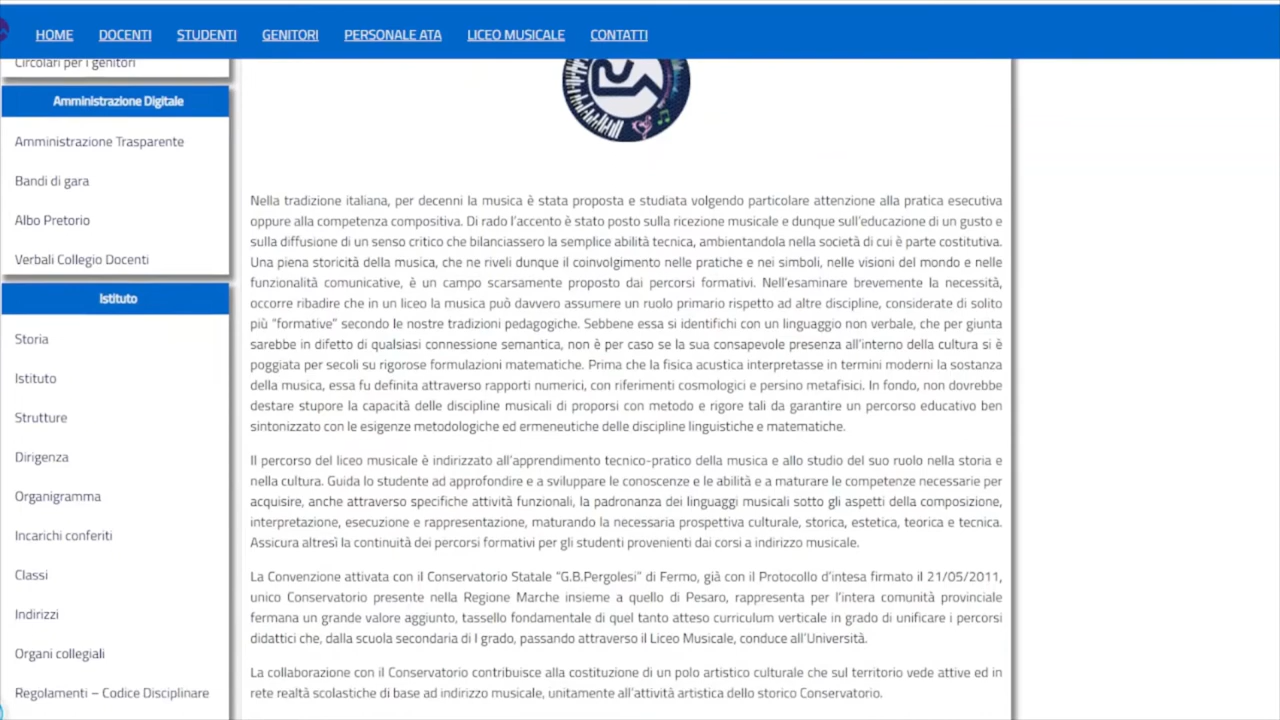 HOME DOCENTI STUDENTI GENITORI PERSONALE ATA LICEO MUSICALE CONTATTI
Circolari per i genitori
Amministrazione Digitale
Amministrazione Trasparente
Bandi di gara
Albo Pretorio
Verbali Collegio Docenti
Istituto
Storia
Istituto
Strutture
Dirigenza
Organigramma
Incarichi conferiti
Classi
Indirizzi
Organi collegiali
Regolamenti – Codice Disciplinare
Nella tradizione italiana, per decenni la musica è stata proposta e studiata volgendo particolare attenzione alla pratica esecutiva
oppure alla competenza compositiva. Di rado l’accento è stato posto sulla ricezione musicale e dunque sull’educazione di un gusto e
sulla diffusione di un senso critico che bilanciassero la semplice abilità tecnica, ambientandola nella società di cui è parte costitutiva.
Una piena storicità della musica, che ne riveli dunque il coinvolgimento nelle pratiche e nei simboli, nelle visioni del mondo e nelle
funzionalità comunicative, è un campo scarsamente proposto dai percorsi formativi. Nell’esaminare brevemente la necessità,
occorre ribadire che in un liceo la musica può davvero assumere un ruolo primario rispetto ad altre discipline, considerate di solito
più “formative” secondo le nostre tradizioni pedagogiche. Sebbene essa si identifichi con un linguaggio non verbale, che per giunta
sarebbe in difetto di qualsiasi connessione semantica, non è per caso se la sua consapevole presenza all’interno della cultura si è
poggiata per secoli su rigorose formulazioni matematiche. Prima che la fisica acustica interpretasse in termini moderni la sostanza
della musica, essa fu definita attraverso rapporti numerici, con riferimenti cosmologici e persino metafisici. In fondo, non dovrebbe
destare stupore la capacità delle discipline musicali di proporsi con metodo e rigore tali da garantire un percorso educativo ben
sintonizzato con le esigenze metodologiche ed ermeneutiche delle discipline linguistiche e matematiche.
Il percorso del liceo musicale è indirizzato all’apprendimento tecnico-pratico della musica e allo studio del suo ruolo nella storia e
nella cultura. Guida lo studente ad approfondire e a sviluppare le conoscenze e le abilità e a maturare le competenze necessarie per
acquisire, anche attraverso specifiche attività funzionali, la padronanza dei linguaggi musicali sotto gli aspetti della composizione,
interpretazione, esecuzione e rappresentazione, maturando la necessaria prospettiva culturale, storica, estetica, teorica e tecnica.
Assicura altresì la continuità dei percorsi formativi per gli studenti provenienti dai corsi a indirizzo musicale.
La Convenzione attivata con il Conservatorio Statale “G.B.Pergolesi” di Fermo, già con il Protocollo d’intesa firmato il 21/05/2011,
unico Conservatorio presente nella Regione Marche insieme a quello di Pesaro, rappresenta per l’intera comunità provinciale
fermana un grande valore aggiunto, tassello fondamentale di quel tanto atteso curriculum verticale in grado di unificare i percorsi
didattici che, dalla scuola secondaria di I grado, passando attraverso il Liceo Musicale, conduce all’Università.
La collaborazione con il Conservatorio contribuisce alla costituzione di un polo artistico culturale che sul territorio vede attive ed in
rete realtà scolastiche di base ad indirizzo musicale, unitamente all’attività artistica dello storico Conservatorio.